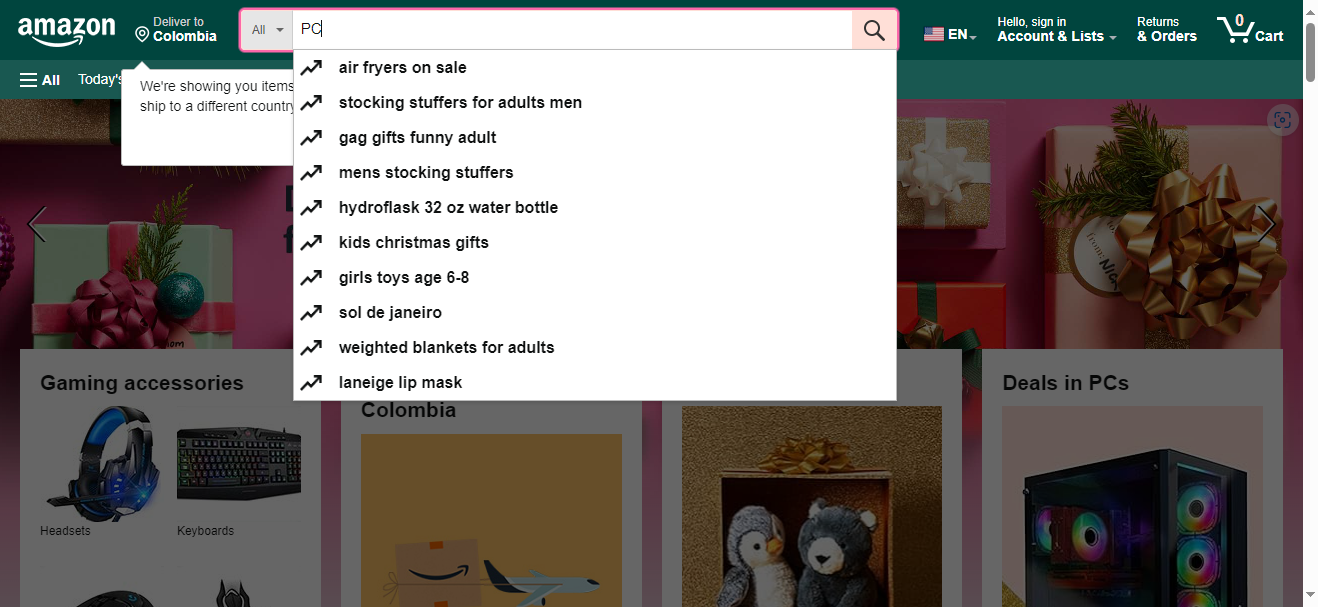 amazon
Deliver to
Colombia
All
PC
EN
Hello, sign in
Account & Lists
Returns
& Orders
0
Cart
All
Today's
We're showing you items
ship to a different country
air fryers on sale
stocking stuffers for adults men
gag gifts funny adult
mens stocking stuffers
hydroflask 32 oz water bottle
kids christmas gifts
girls toys age 6-8
sol de janeiro
weighted blankets for adults
laneige lip mask
from:
Gaming accessories
Headsets
Keyboards
Colombia
Deals in PCs